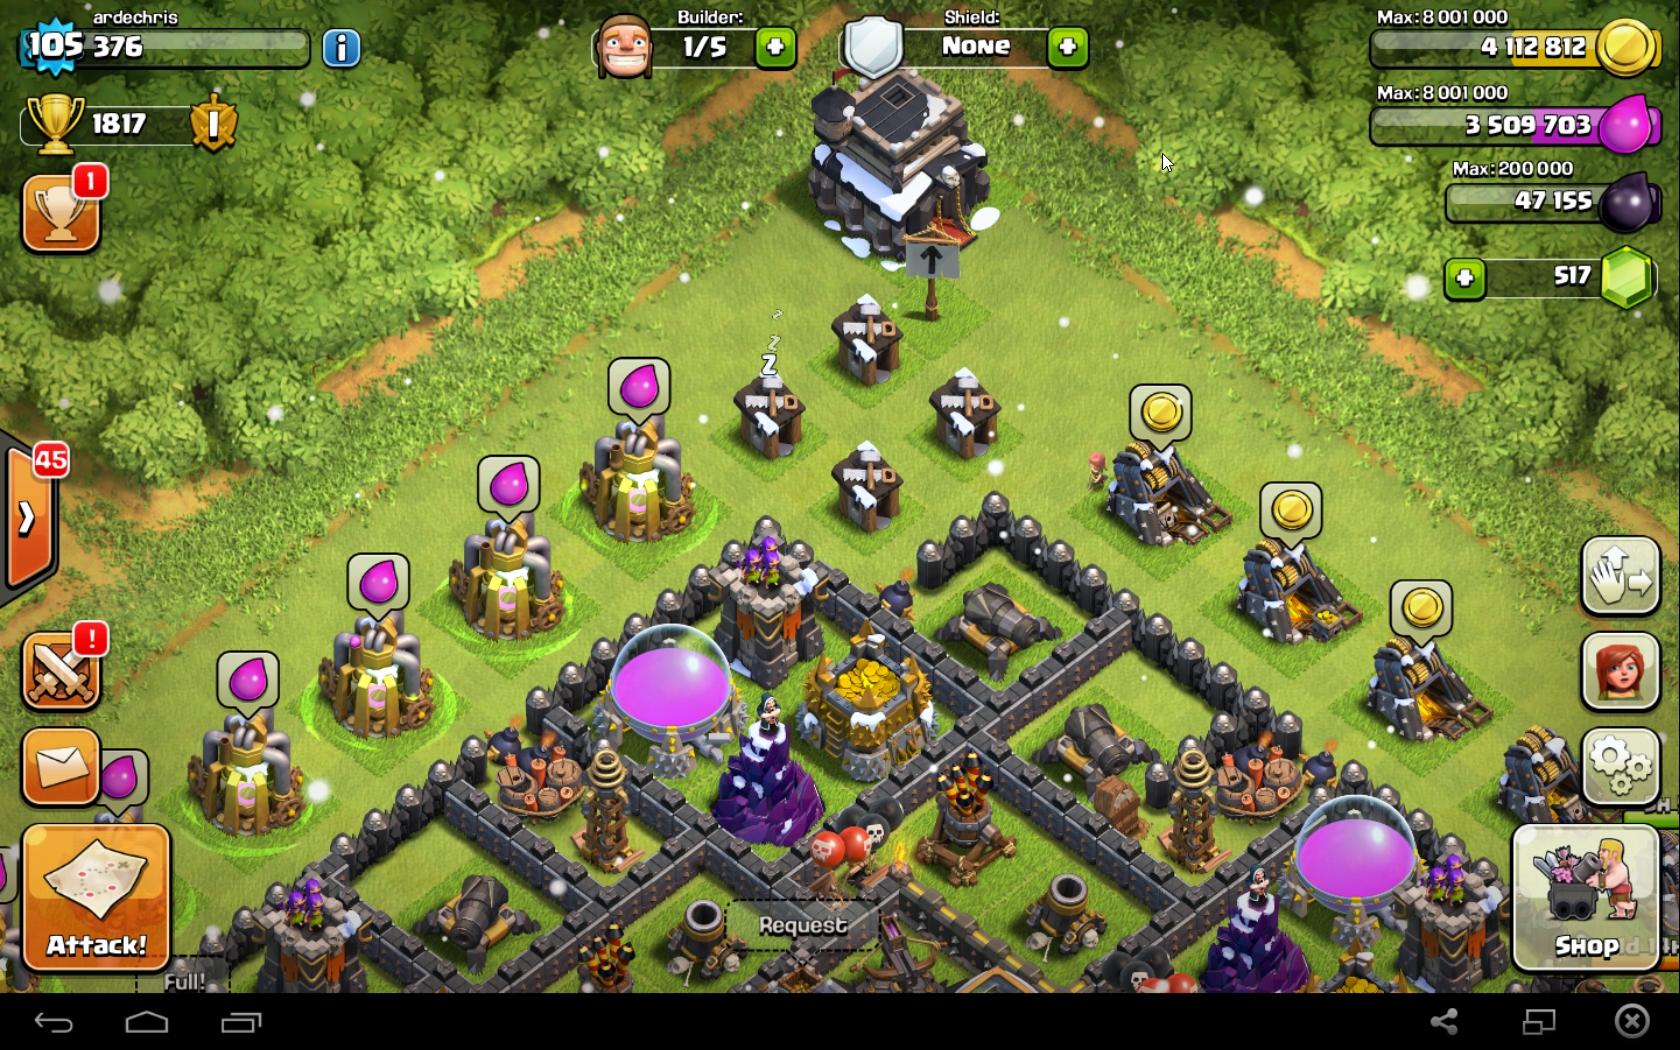 ardechris
105 376
i
Builder:
1/5
Shield:
None
Max: 8 001 000
4 112 812
Max: 8 001 000
3 509 703
Max: 200 000
47 155
517
1817
I
1
45
!
z
z
Z
Request
Attack!
Full!
Shop